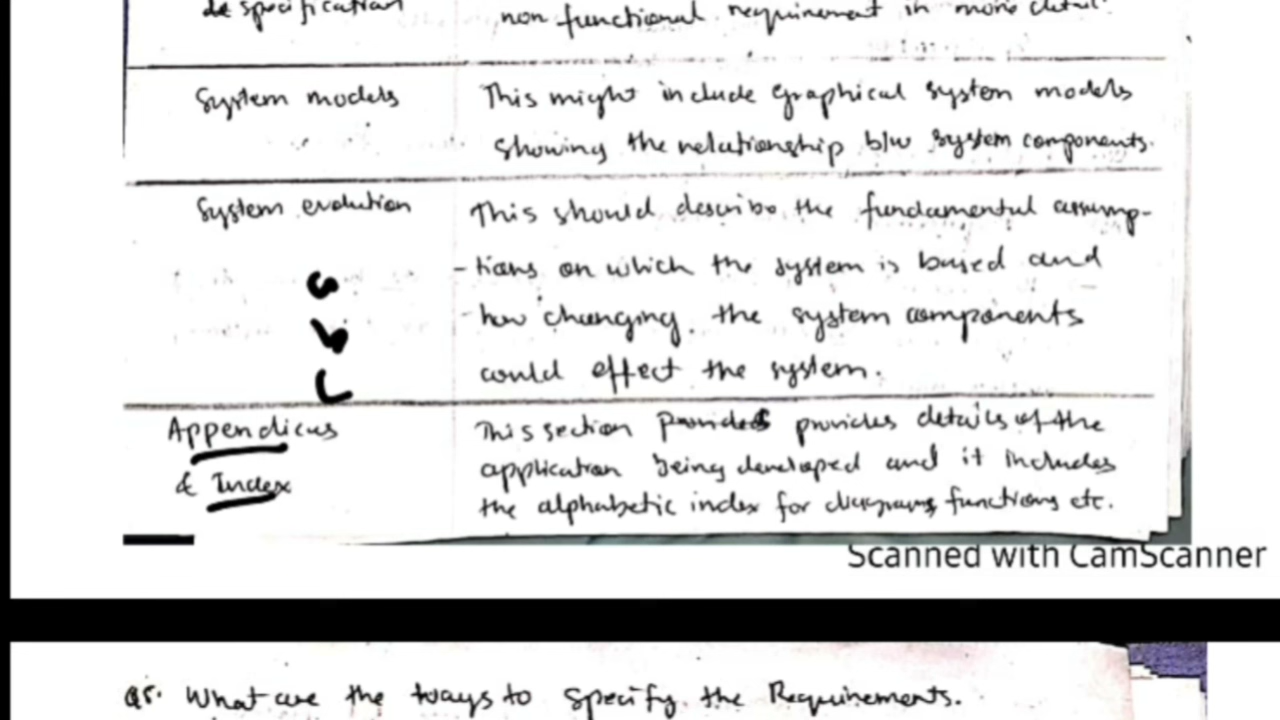 de specification
non functional requirement in more detail.
System models
This might include graphical system models
showing the relationship b/w system components.
System evolution
This should describe the fundamental assump-
- tions on which the system is based and
- how changing the system components
could effect the system.
Appendicus
& Index
This section provides provides details of the
application being developed and it includes
the alphabetic index for diagrams, functions etc.
Scanned with CamScanner
Q5. What are the ways to specify the Requirements.